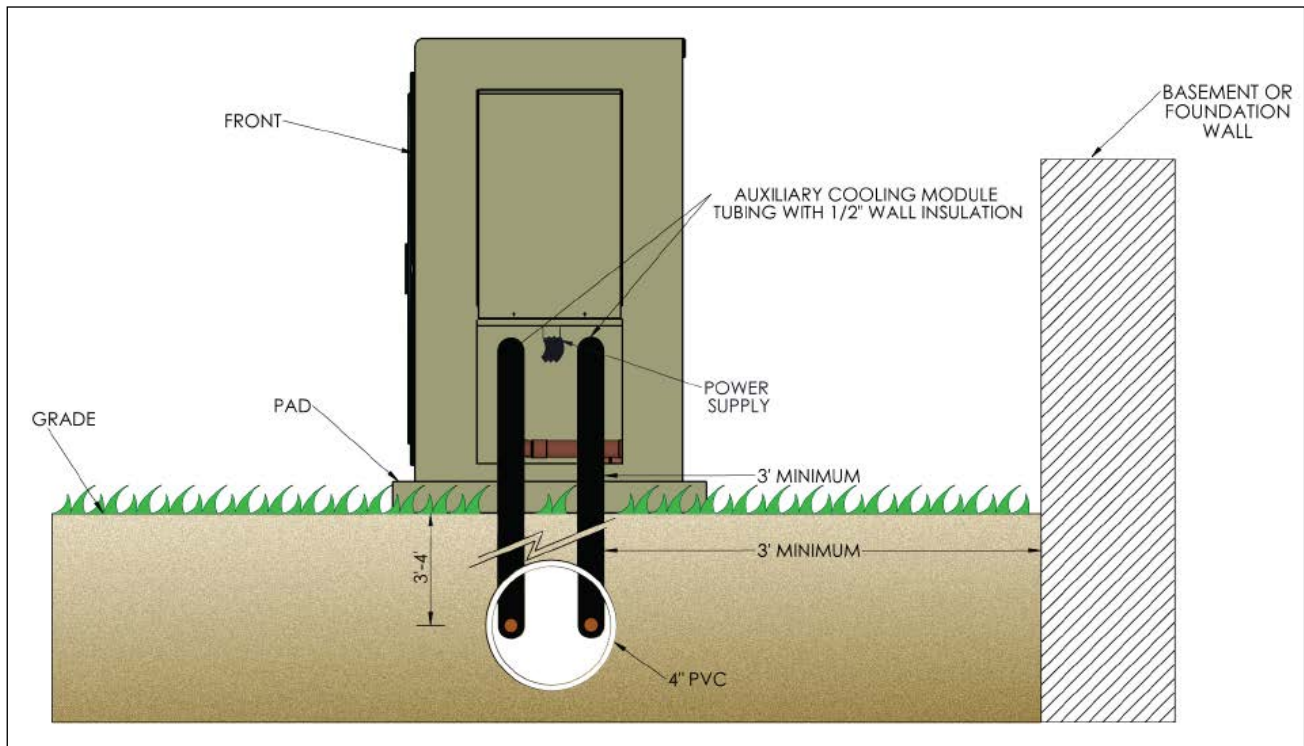 FRONT
BASEMENT OR
FOUNDATION
WALL
AUXILIARY COOLING MODULE
TUBING WITH 1/2" WALL INSULATION
POWER
SUPPLY
PAD
GRADE
3' MINIMUM
3'-4'
3' MINIMUM
4" PVC